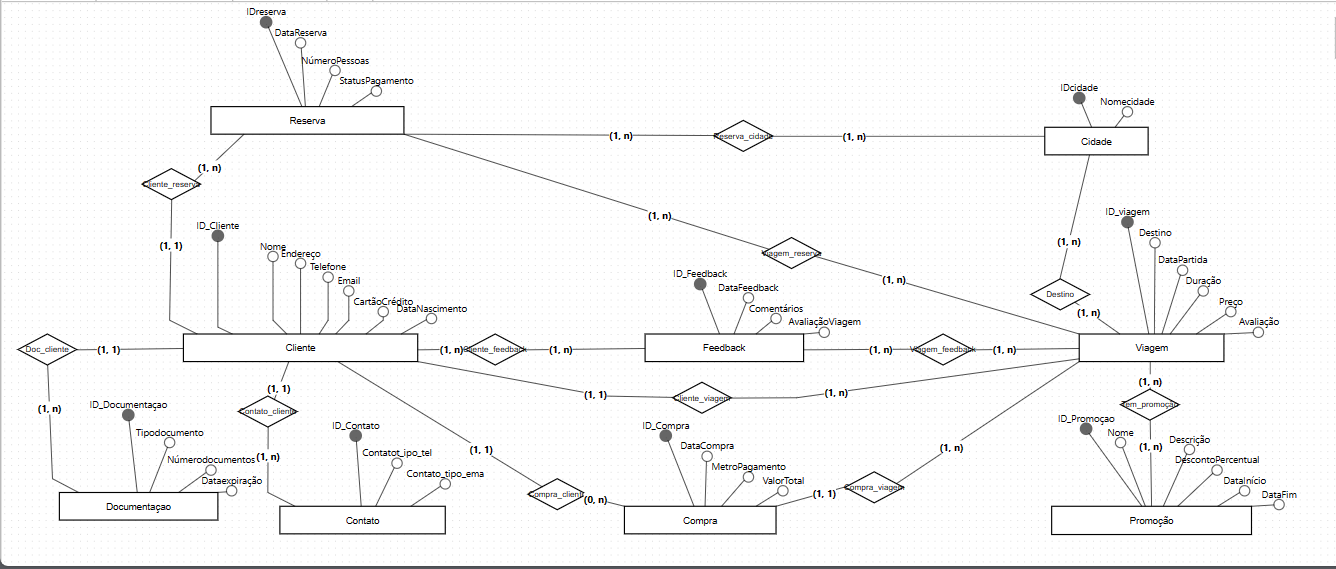 IDreserva
DataReserva
NúmeroPessoas
StatusPagamento
Reserva
IDcidade
Nomecidade
Cidade
(1, n)
Reserva_cidade
(1, n)
(1, n)
Cliente_reserva
(1, 1)
(1, n)
Viagem_reserva
(1, n)
(1, n)
Destino
(1, n)
ID_Cliente
Nome
Endereço
Telefone
Email
CartãoCrédito
DataNascimento
Cliente
ID_Feedback
DataFeedback
Comentários
AvaliaçãoViagem
Feedback
ID_viagem
Destino
DataPartida
Duração
Preço
Avaliação
Viagem
Doc_cliente
(1, 1)
(1, n)
(1, n)
Cliente_feedback
(1, n)
(1, n)
Viagem_feedback
(1, n)
(1, 1)
Cliente_viagem
(1, n)
(1, 1)
Contato_cliente
(1, n)
(1, n)
Tem_promoção
(1, n)
ID_Documentaçao
Tipodocumento
Númerodocumentos
Dataexpiração
Documentaçao
ID_Contato
Contatot_ipo_tel
Contato_tipo_ema
Contato
(1, 1)
Compra_cliente
(0, n)
ID_Compra
DataCompra
MetroPagamento
ValorTotal
Compra
(1, 1)
Compra_viagem
(1, n)
ID_Promoçao
Nome
Descrição
DescontoPercentual
DataInício
DataFim
Promoção